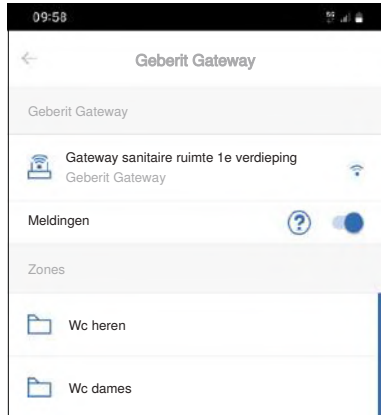 09:58
5G
Geberit Gateway
Geberit Gateway
Gateway sanitaire ruimte 1e verdieping
Geberit Gateway
Meldingen
?
Zones
Wc heren
Wc dames